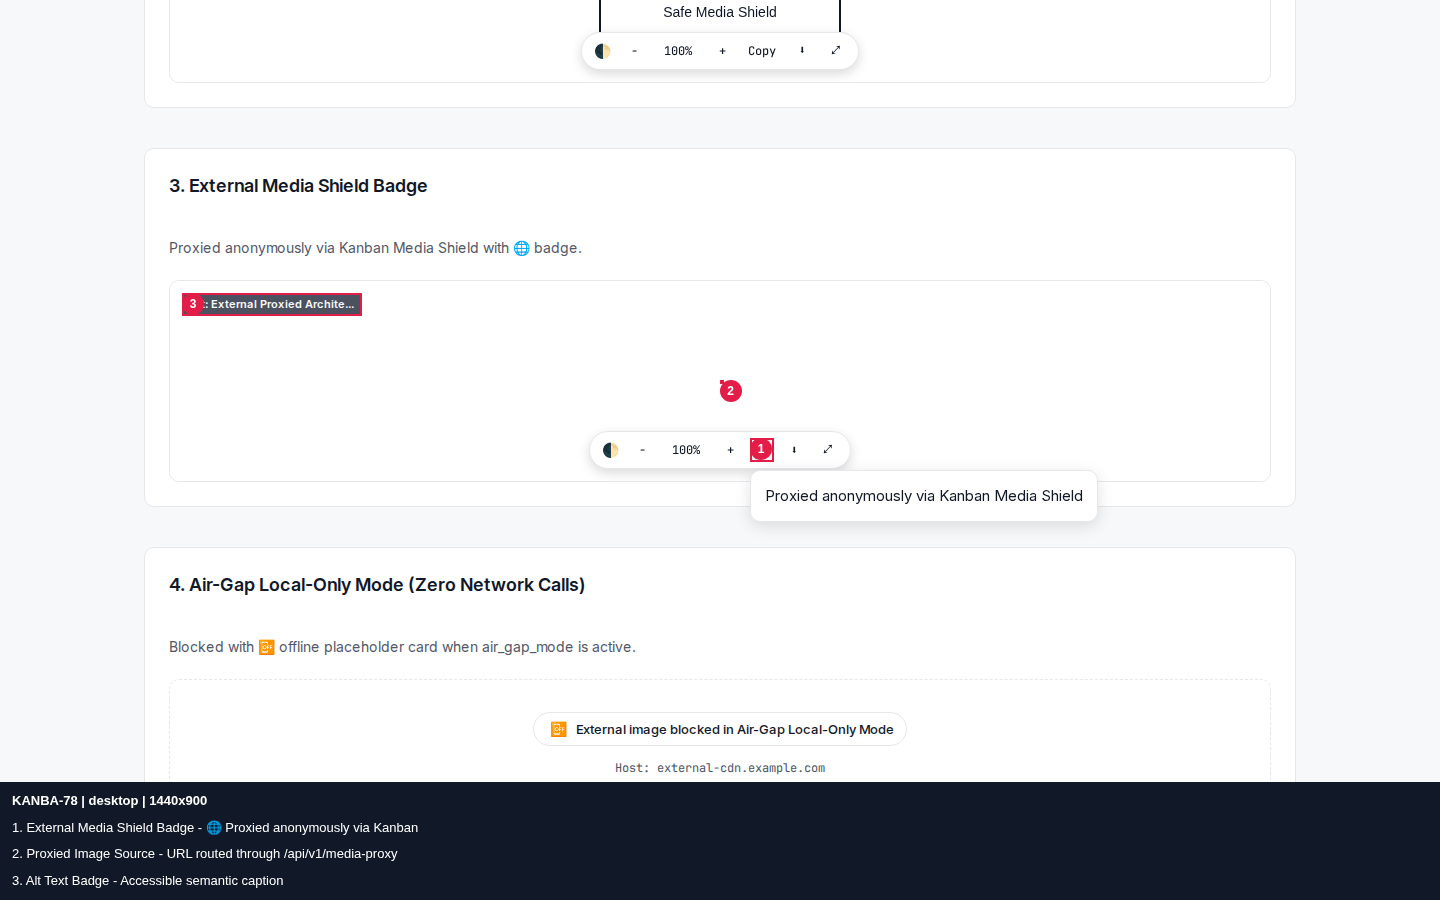 Safe Media Shield
- 100% + Copy ⬇ ⤢
3. External Media Shield Badge
Proxied anonymously via Kanban Media Shield with 🌐 badge.
3 : External Proxied Archite...
2
- 100% + 1 ⬇ ⤢
Proxied anonymously via Kanban Media Shield
4. Air-Gap Local-Only Mode (Zero Network Calls)
Blocked with 📴 offline placeholder card when air_gap_mode is active.
📴 External image blocked in Air-Gap Local-Only Mode
Host: external-cdn.example.com
KANBA-78 | desktop | 1440x900
1. External Media Shield Badge - 🌐 Proxied anonymously via Kanban
2. Proxied Image Source - URL routed through /api/v1/media-proxy
3. Alt Text Badge - Accessible semantic caption